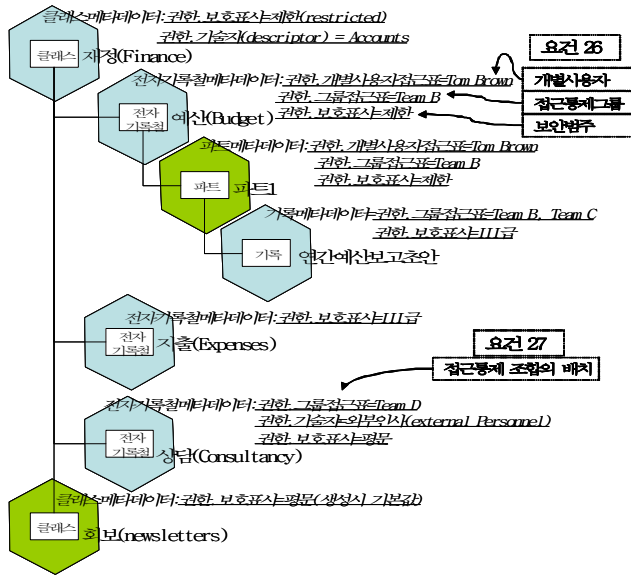 클래스메타데이터: 권한. 보호표시=제한(restricted)
권한. 기술자(descriptor) = Accounts
클래스
재정(Finance)
요건 26
개별사용자
접근통제그룹
보안범주
전자기록철메타데이터: 권한. 개별사용자접근표=Tom Brown
권한. 그룹접근표=Team B
권한. 보호표시=제한
전자
기록철
예산(Budget)
파트메타데이터: 권한. 개별사용자접근표=Tom Brown
권한. 그룹접근표=Team B
권한. 보호표시=제한
파트
파트1
기록메타데이터=권한. 그룹접근표=Team B, Team C
권한. 보호표시=III급
기록
연간예산보고초안
전자기록철메타데이터: 권한. 보호표시=III급
전자
기록철
지출(Expenses)
요건 27
접근통제 조합의 배치
전자기록철메타데이터: 권한. 그룹접근표=Team D
권한. 기술자=외부인사(external Personnel)
권한. 보호표시=평문
전자
기록철
상담(Consultancy)
클래스메타데이터: 권한. 보호표시=평문(생성시 기본값)
클래스
회보(newsletters)